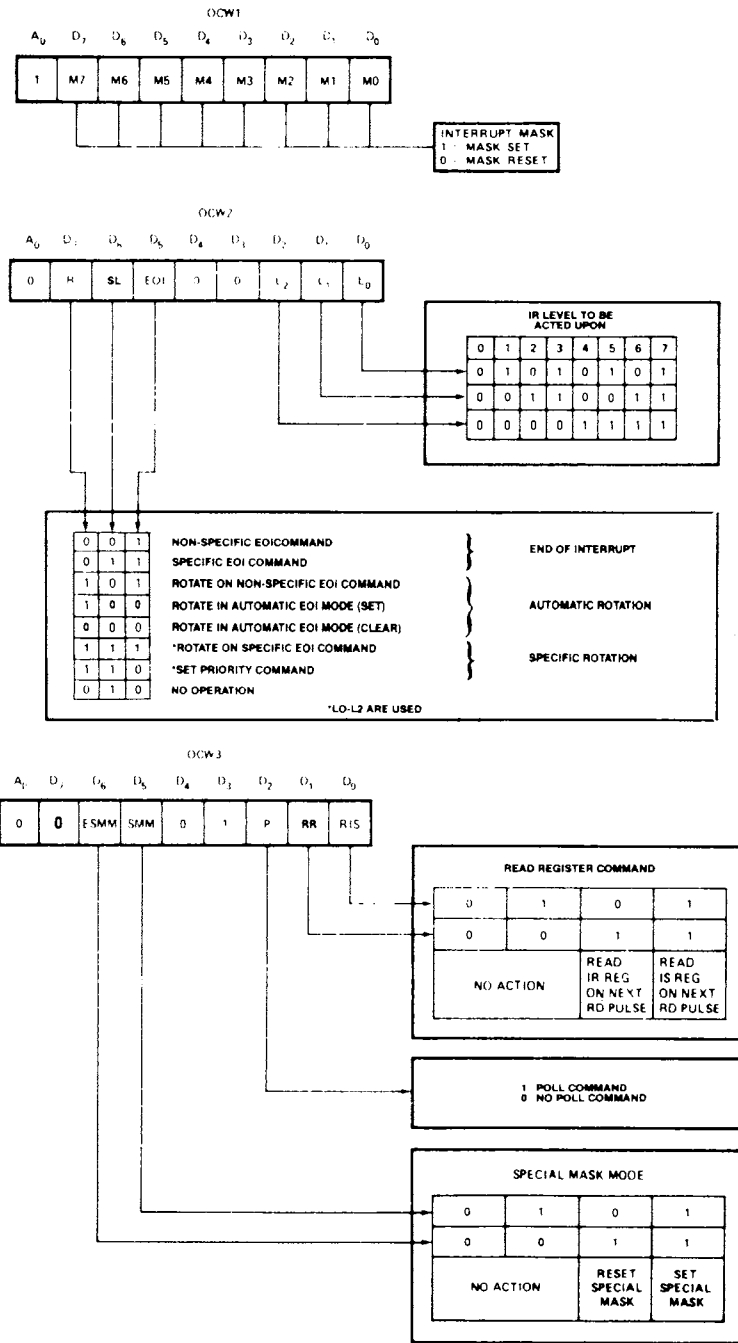 OCW1
A0 D7 D6 D5 D4 D3 D2 D1 D0
1 M7 M6 M5 M4 M3 M2 M1 M0
INTERRUPT MASK
1 - MASK SET
0 - MASK RESET
OCW2
A0 D7 D6 D5 D4 D3 D2 D1 D0
0 R SL EOI 0 0 L2 L1 L0
IR LEVEL TO BE
ACTED UPON
0 1 2 3 4 5 6 7
0 1 0 1 0 1 0 1
0 0 1 1 0 0 1 1
0 0 0 0 1 1 1 1
0 0 1 NON-SPECIFIC EOICOMMAND
0 1 1 SPECIFIC EOI COMMAND
END OF INTERRUPT
1 0 1 ROTATE ON NON-SPECIFIC EOI COMMAND
1 0 0 ROTATE IN AUTOMATIC EOI MODE (SET)
0 0 0 ROTATE IN AUTOMATIC EOI MODE (CLEAR)
AUTOMATIC ROTATION
1 1 1 *ROTATE ON SPECIFIC EOI COMMAND
1 1 0 *SET PRIORITY COMMAND
SPECIFIC ROTATION
0 1 0 NO OPERATION
*LO-L2 ARE USED
OCW3
A0 D7 D6 D5 D4 D3 D2 D1 D0
0 0 ESMM SMM 0 1 P RR RIS
READ REGISTER COMMAND
0 1 0 1
0 0 1 1
NO ACTION
READ
IR REG
ON NEXT
RD PULSE
READ
IS REG
ON NEXT
RD PULSE
1 POLL COMMAND
0 NO POLL COMMAND
SPECIAL MASK MODE
0 1 0 1
0 0 1 1
NO ACTION
RESET
SPECIAL
MASK
SET
SPECIAL
MASK